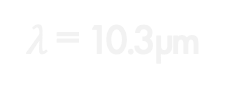 λ = 10.3µm